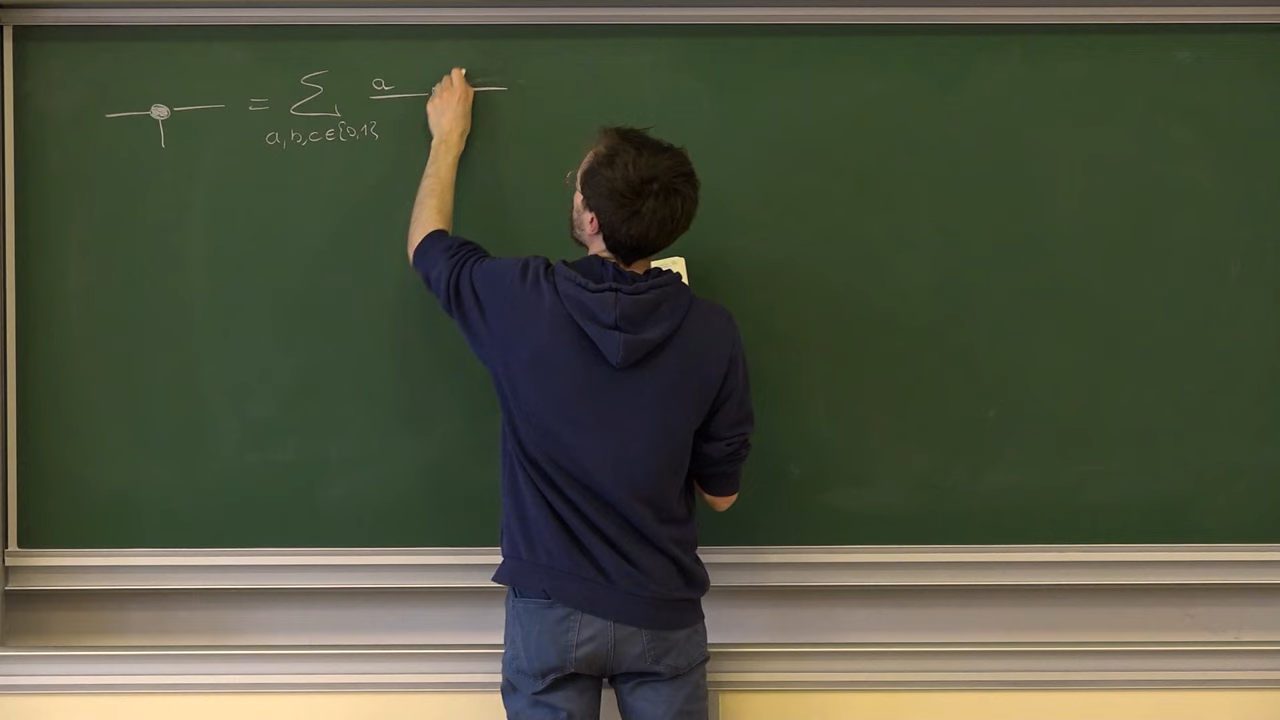 = ∑ a
a,b,c∈{0,1}